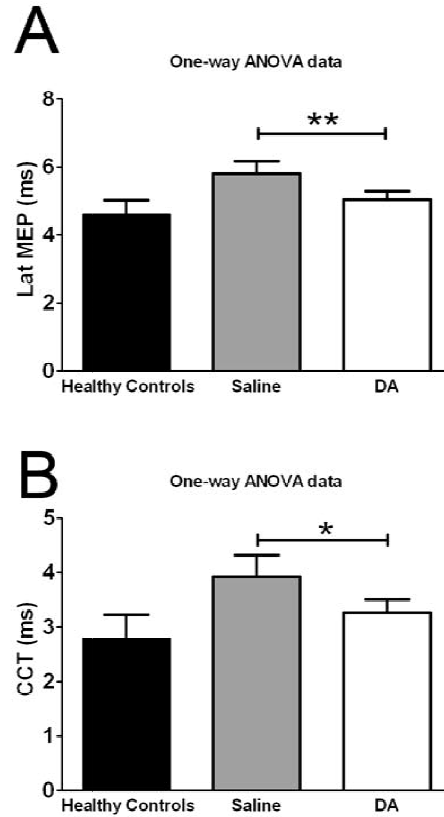 A
One-way ANOVA data
Lat MEP (ms)
8
**
6
4
2
0
Healthy Controls Saline DA
B
One-way ANOVA data
CCT (ms)
5
*
4
3
2
1
0
Healthy Controls Saline DA